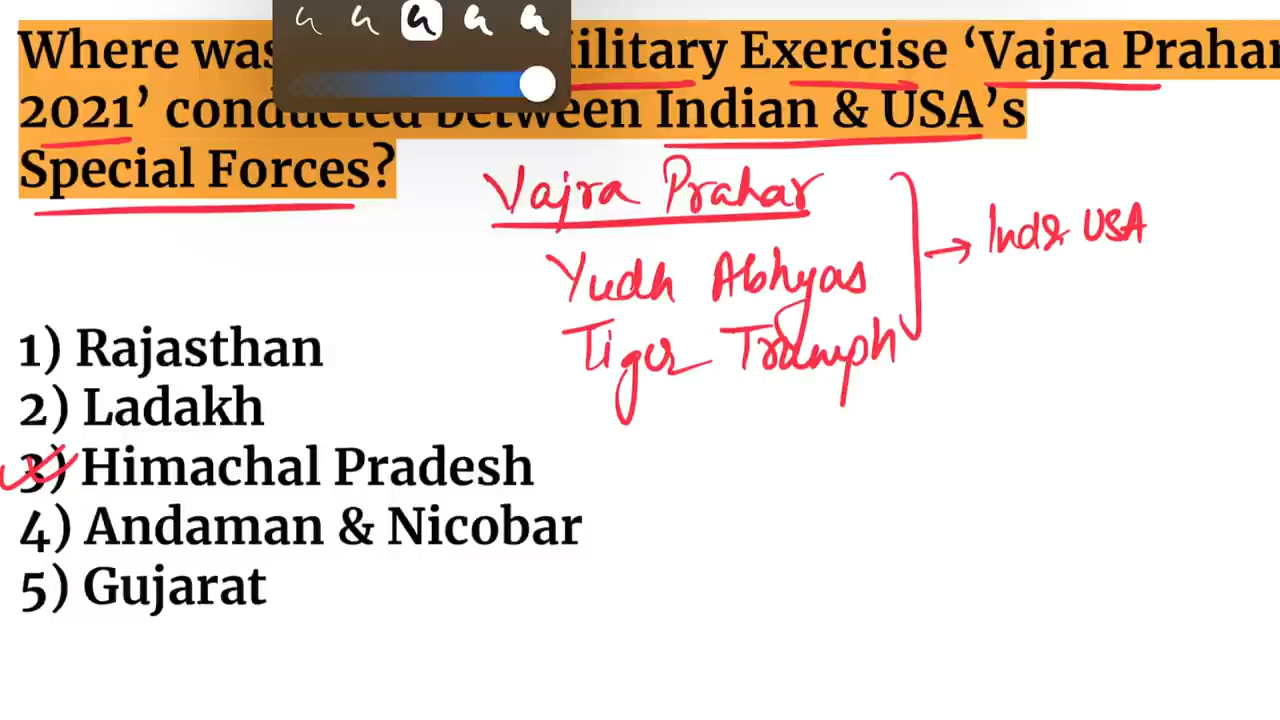 Where was Military Exercise ‘Vajra Prahar
2021’ conducted between Indian & USA’s
Special Forces?
Vajra Prahar
Yudh Abhyas
Tiger Triumph
Ind & USA
1) Rajasthan
2) Ladakh
3) Himachal Pradesh
4) Andaman & Nicobar
5) Gujarat